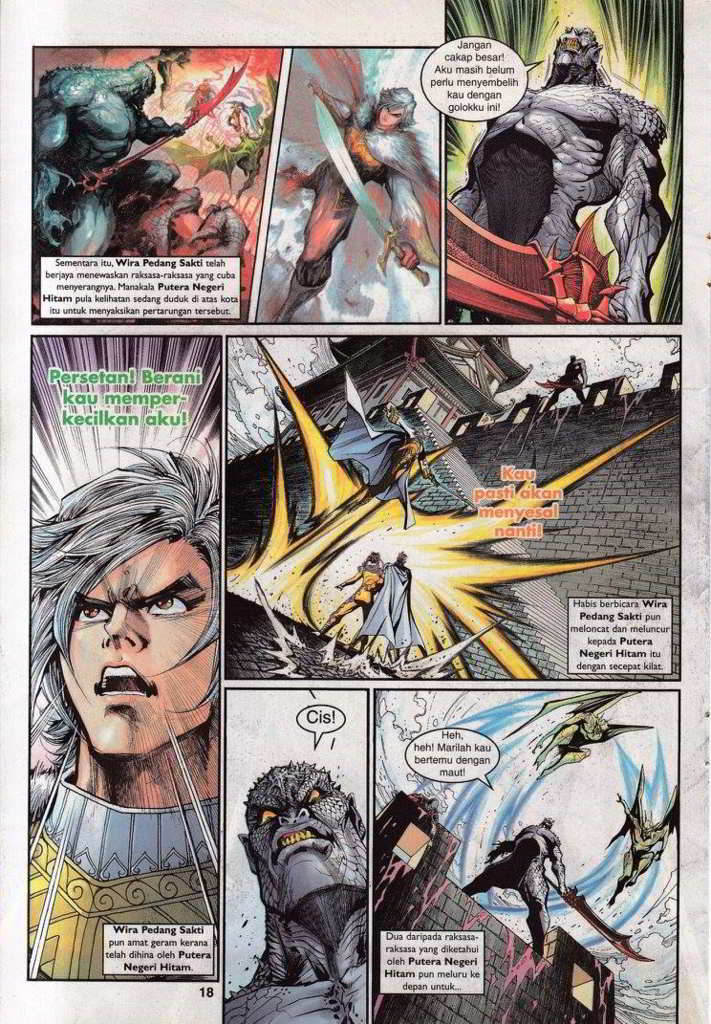 Sementara itu, Wira Pedang Sakti telah
berjaya menewaskan raksasa-raksasa yang cuba
menyerangnya. Manakala Putera Negeri
Hitam pula kelihatan sedang duduk di atas kota
itu untuk menyaksikan pertarungan tersebut.
Jangan
cakap besar!
Aku masih belum
perlu menyembelih
kau dengan
golokku ini!
Persetan! Berani
kau memper-
kecilkan aku!
Wira Pedang Sakti
pun amat geram kerana
telah dihina oleh Putera
Negeri Hitam.
Kau
pasti akan
menyesal
nanti!
Habis berbicara Wira
Pedang Sakti pun
meloncat dan meluncur
kepada Putera
Negeri Hitam itu
dengan secepat kilat.
Cis!
Heh,
heh! Marilah kau
bertemu dengan
maut!
Dua daripada raksasa-
raksasa yang diketahui
oleh Putera Negeri
Hitam pun meluru ke
depan untuk...
18